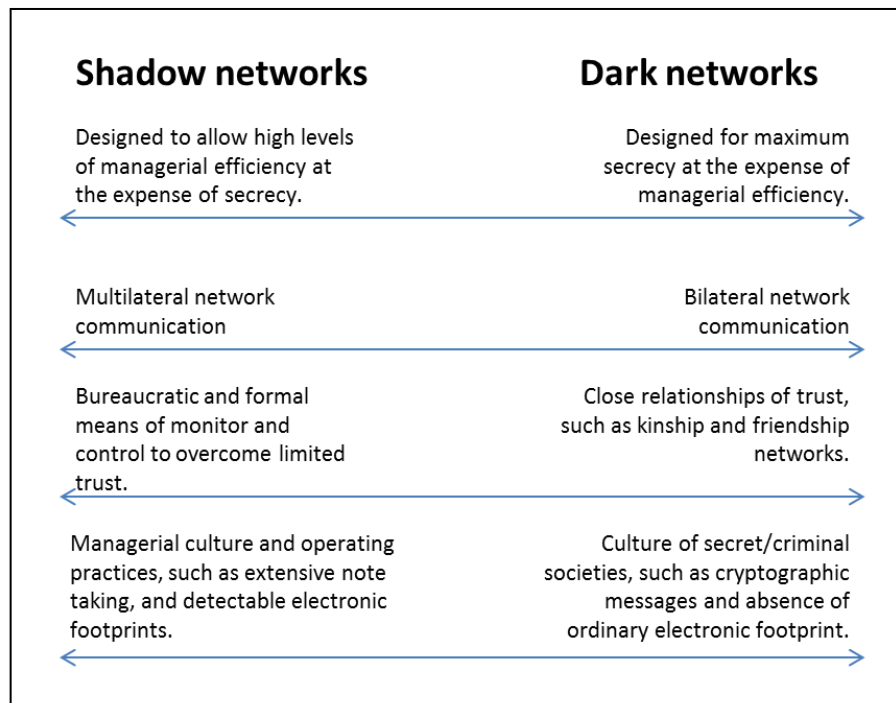 Shadow networks
Dark networks
Designed to allow high levels
of managerial efficiency at
the expense of secrecy.
Designed for maximum
secrecy at the expense of
managerial efficiency.
Multilateral network
communication
Bilateral network
communication
Bureaucratic and formal
means of monitor and
control to overcome limited
trust.
Close relationships of trust,
such as kinship and friendship
networks.
Managerial culture and operating
practices, such as extensive note
taking, and detectable electronic
footprints.
Culture of secret/criminal
societies, such as cryptographic
messages and absence of
ordinary electronic footprint.